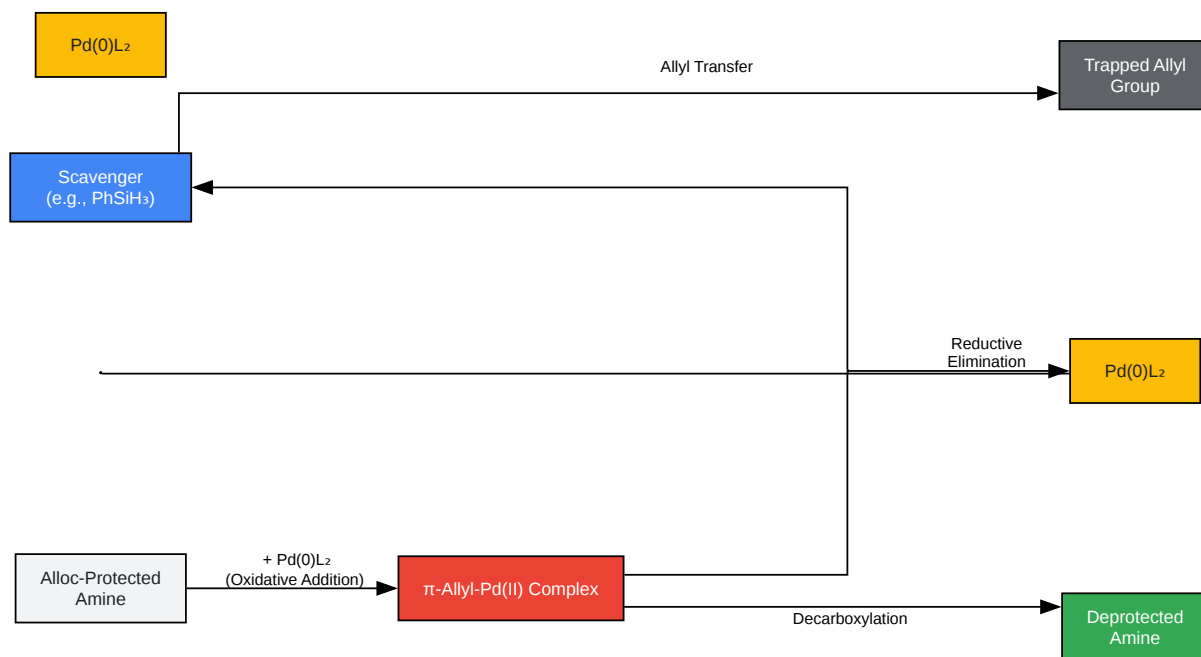 Pd(0)L₂
Allyl Transfer
Trapped Allyl
Group
Scavenger
(e.g., PhSiH₃)
Reductive
Elimination
Pd(0)L₂
Alloc-Protected
Amine
+ Pd(0)L₂
(Oxidative Addition)
π-Allyl-Pd(II) Complex
Decarboxylation
Deprotected
Amine